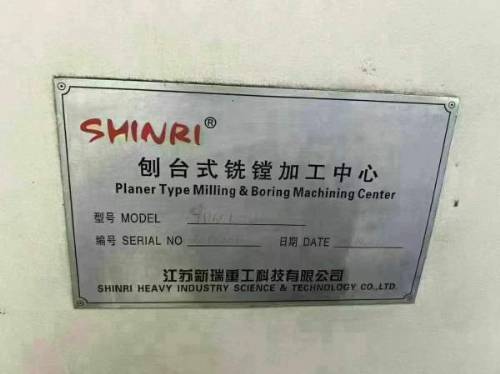 SHINRI®
刨台式铣镗加工中心
Planer Type Milling & Boring Machining Center
型号 MODEL
编号 SERIAL NO 日期 DATE
江苏新瑞重工科技有限公司
SHINRI HEAVY INDUSTRY SCIENCE & TECHNOLOGY CO.,LTD.